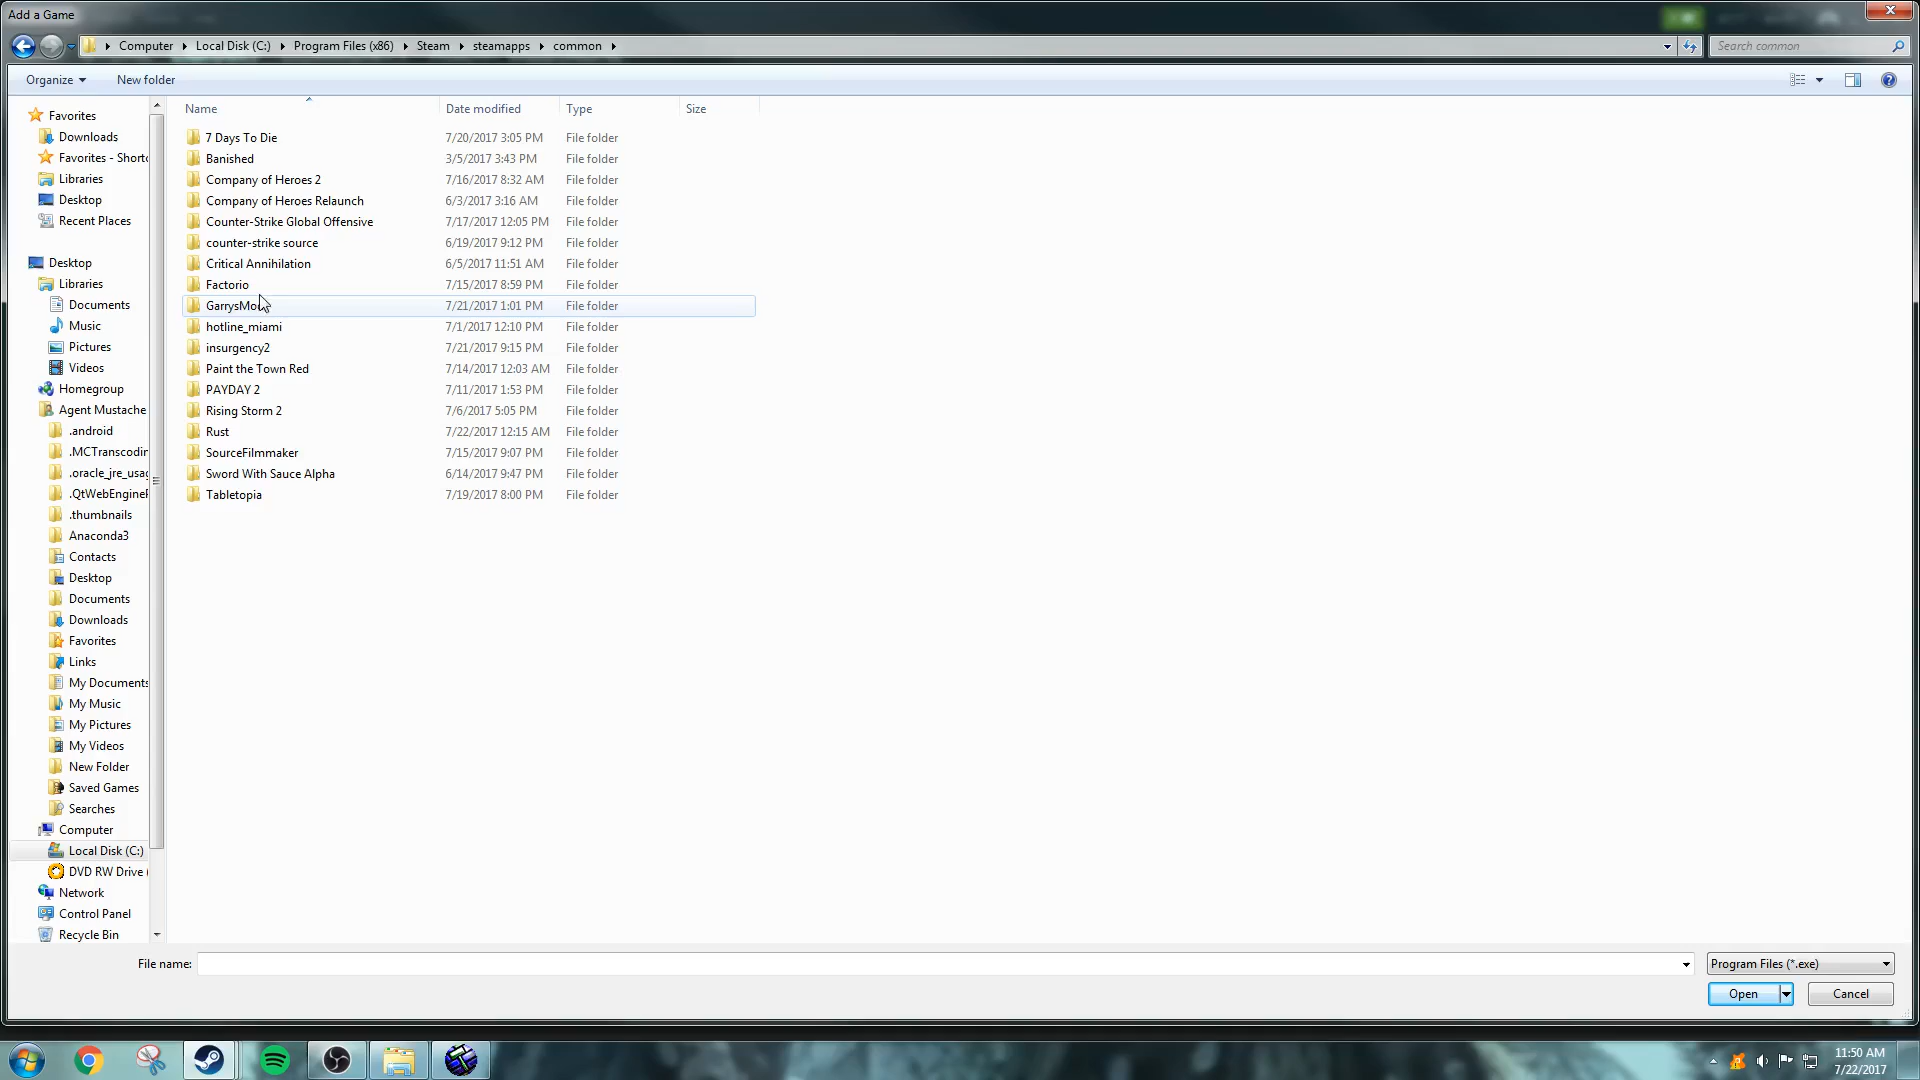 Add a Game
Computer Local Disk (C:) Program Files (x86) Steam steamapps common
Search common
Organize New folder
Name Date modified Type Size
Favorites
Downloads
Favorites - Shortc
Libraries
Desktop
Recent Places
Desktop
Libraries
Documents
Music
Pictures
Videos
Homegroup
Agent Mustache
.android
.MCTranscodin
.oracle_jre_usag
.QtWebEngineP
.thumbnails
Anaconda3
Contacts
Desktop
Documents
Downloads
Favorites
Links
My Documents
My Music
My Pictures
My Videos
New Folder
Saved Games
Searches
Computer
Local Disk (C:)
DVD RW Drive (
Network
Control Panel
Recycle Bin
7 Days To Die 7/20/2017 3:05 PM File folder
Banished 3/5/2017 3:43 PM File folder
Company of Heroes 2 7/16/2017 8:32 AM File folder
Company of Heroes Relaunch 6/3/2017 3:16 AM File folder
Counter-Strike Global Offensive 7/17/2017 12:05 PM File folder
counter-strike source 6/19/2017 9:12 PM File folder
Critical Annihilation 6/5/2017 11:51 AM File folder
Factorio 7/15/2017 8:59 PM File folder
GarrysMod 7/21/2017 1:01 PM File folder
hotline_miami 7/1/2017 12:10 PM File folder
insurgency2 7/21/2017 9:15 PM File folder
Paint the Town Red 7/14/2017 12:03 AM File folder
PAYDAY 2 7/11/2017 1:53 PM File folder
Rising Storm 2 7/6/2017 5:05 PM File folder
Rust 7/22/2017 12:15 AM File folder
SourceFilmmaker 7/15/2017 9:07 PM File folder
Sword With Sauce Alpha 6/14/2017 9:47 PM File folder
Tabletopia 7/19/2017 8:00 PM File folder
File name:
Program Files (*.exe)
Open Cancel
11:50 AM
7/22/2017